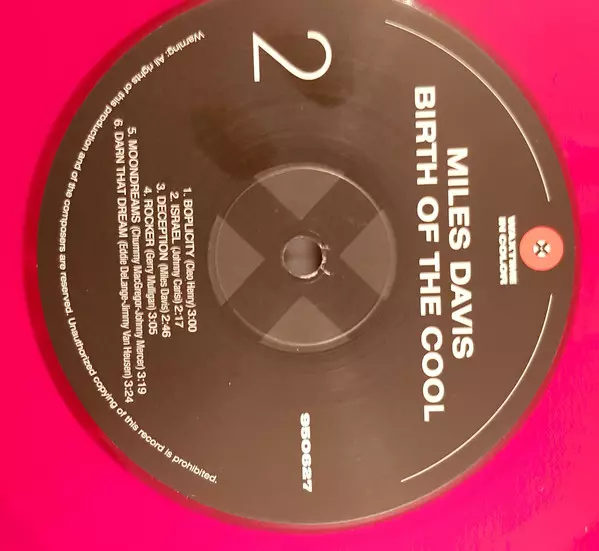 WAXTIME
IN COLOR
MILES DAVIS
BIRTH OF THE COOL
950627
2
1. BOPLICITY (Cleo Henry) 3:00
2. ISRAEL (Johnny Carisi) 2:17
3. DECEPTION (Miles Davis) 2:46
4. ROCKER (Gerry Mulligan) 3:05
5. MOONDREAMS (Chummy MacGregor-Johnny Mercer) 3:19
6. DARN THAT DREAM (Eddie DeLange-Jimmy Van Heusen) 3:24
Warning: All rights of this production and of the composers are reserved. Unauthorized copying of this record is prohibited.